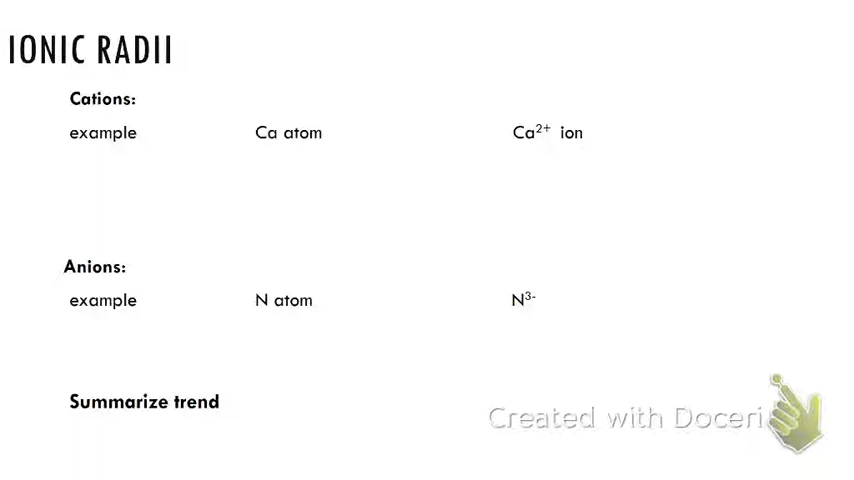 IONIC RADII
Cations:
example Ca atom Ca²⁺ ion
Anions:
example N atom N³⁻
Summarize trend
Created with Doceri